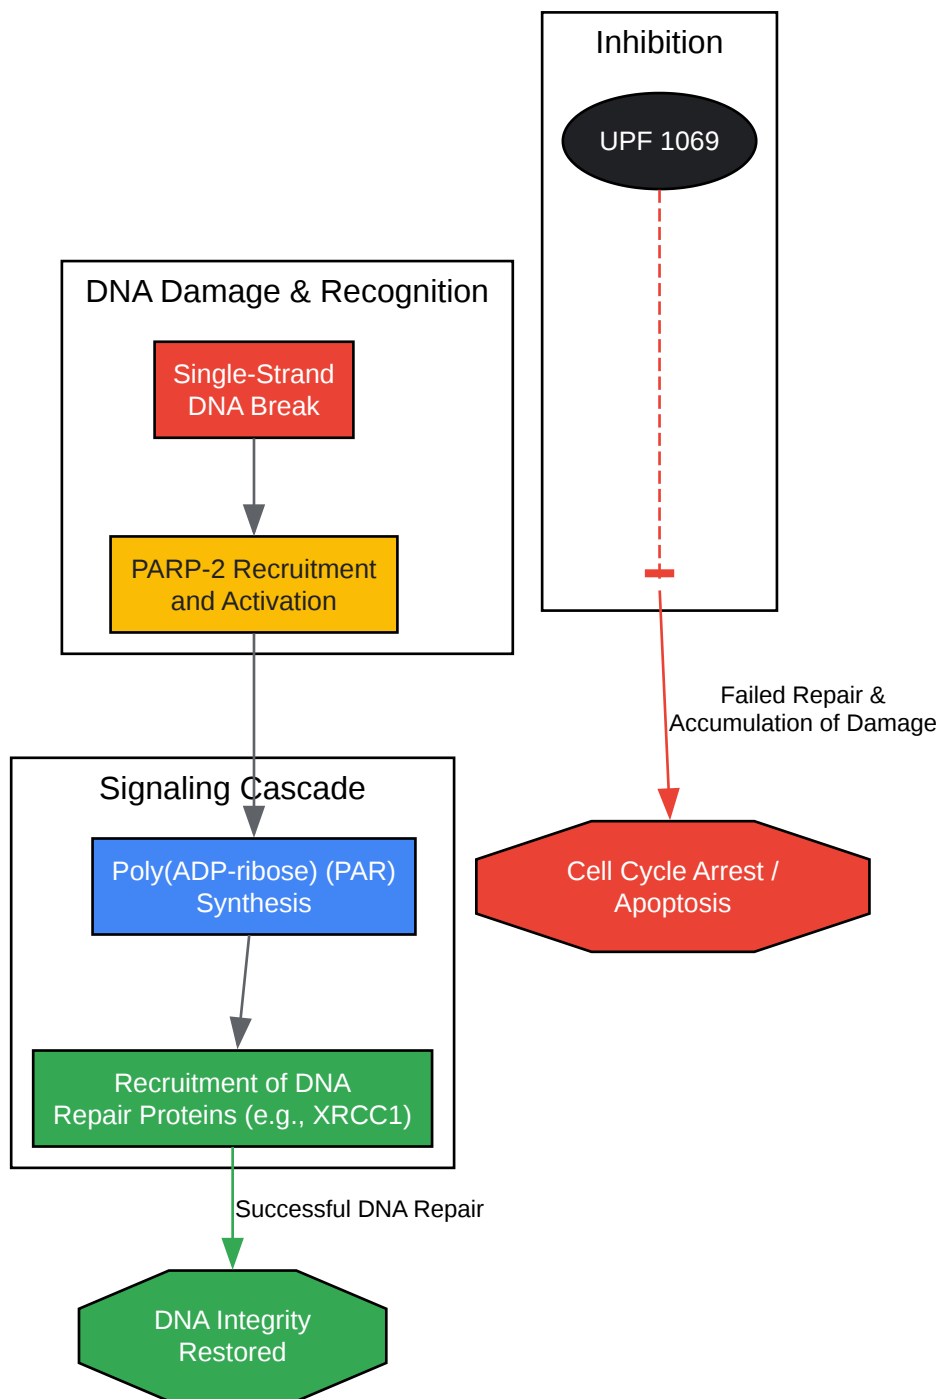 Inhibition
UPF 1069
DNA Damage & Recognition
Single-Strand
DNA Break
PARP-2 Recruitment
and Activation
Failed Repair &
Accumulation of Damage
Signaling Cascade
Poly(ADP-ribose) (PAR)
Synthesis
Cell Cycle Arrest /
Apoptosis
Recruitment of DNA
Repair Proteins (e.g., XRCC1)
Successful DNA Repair
DNA Integrity
Restored